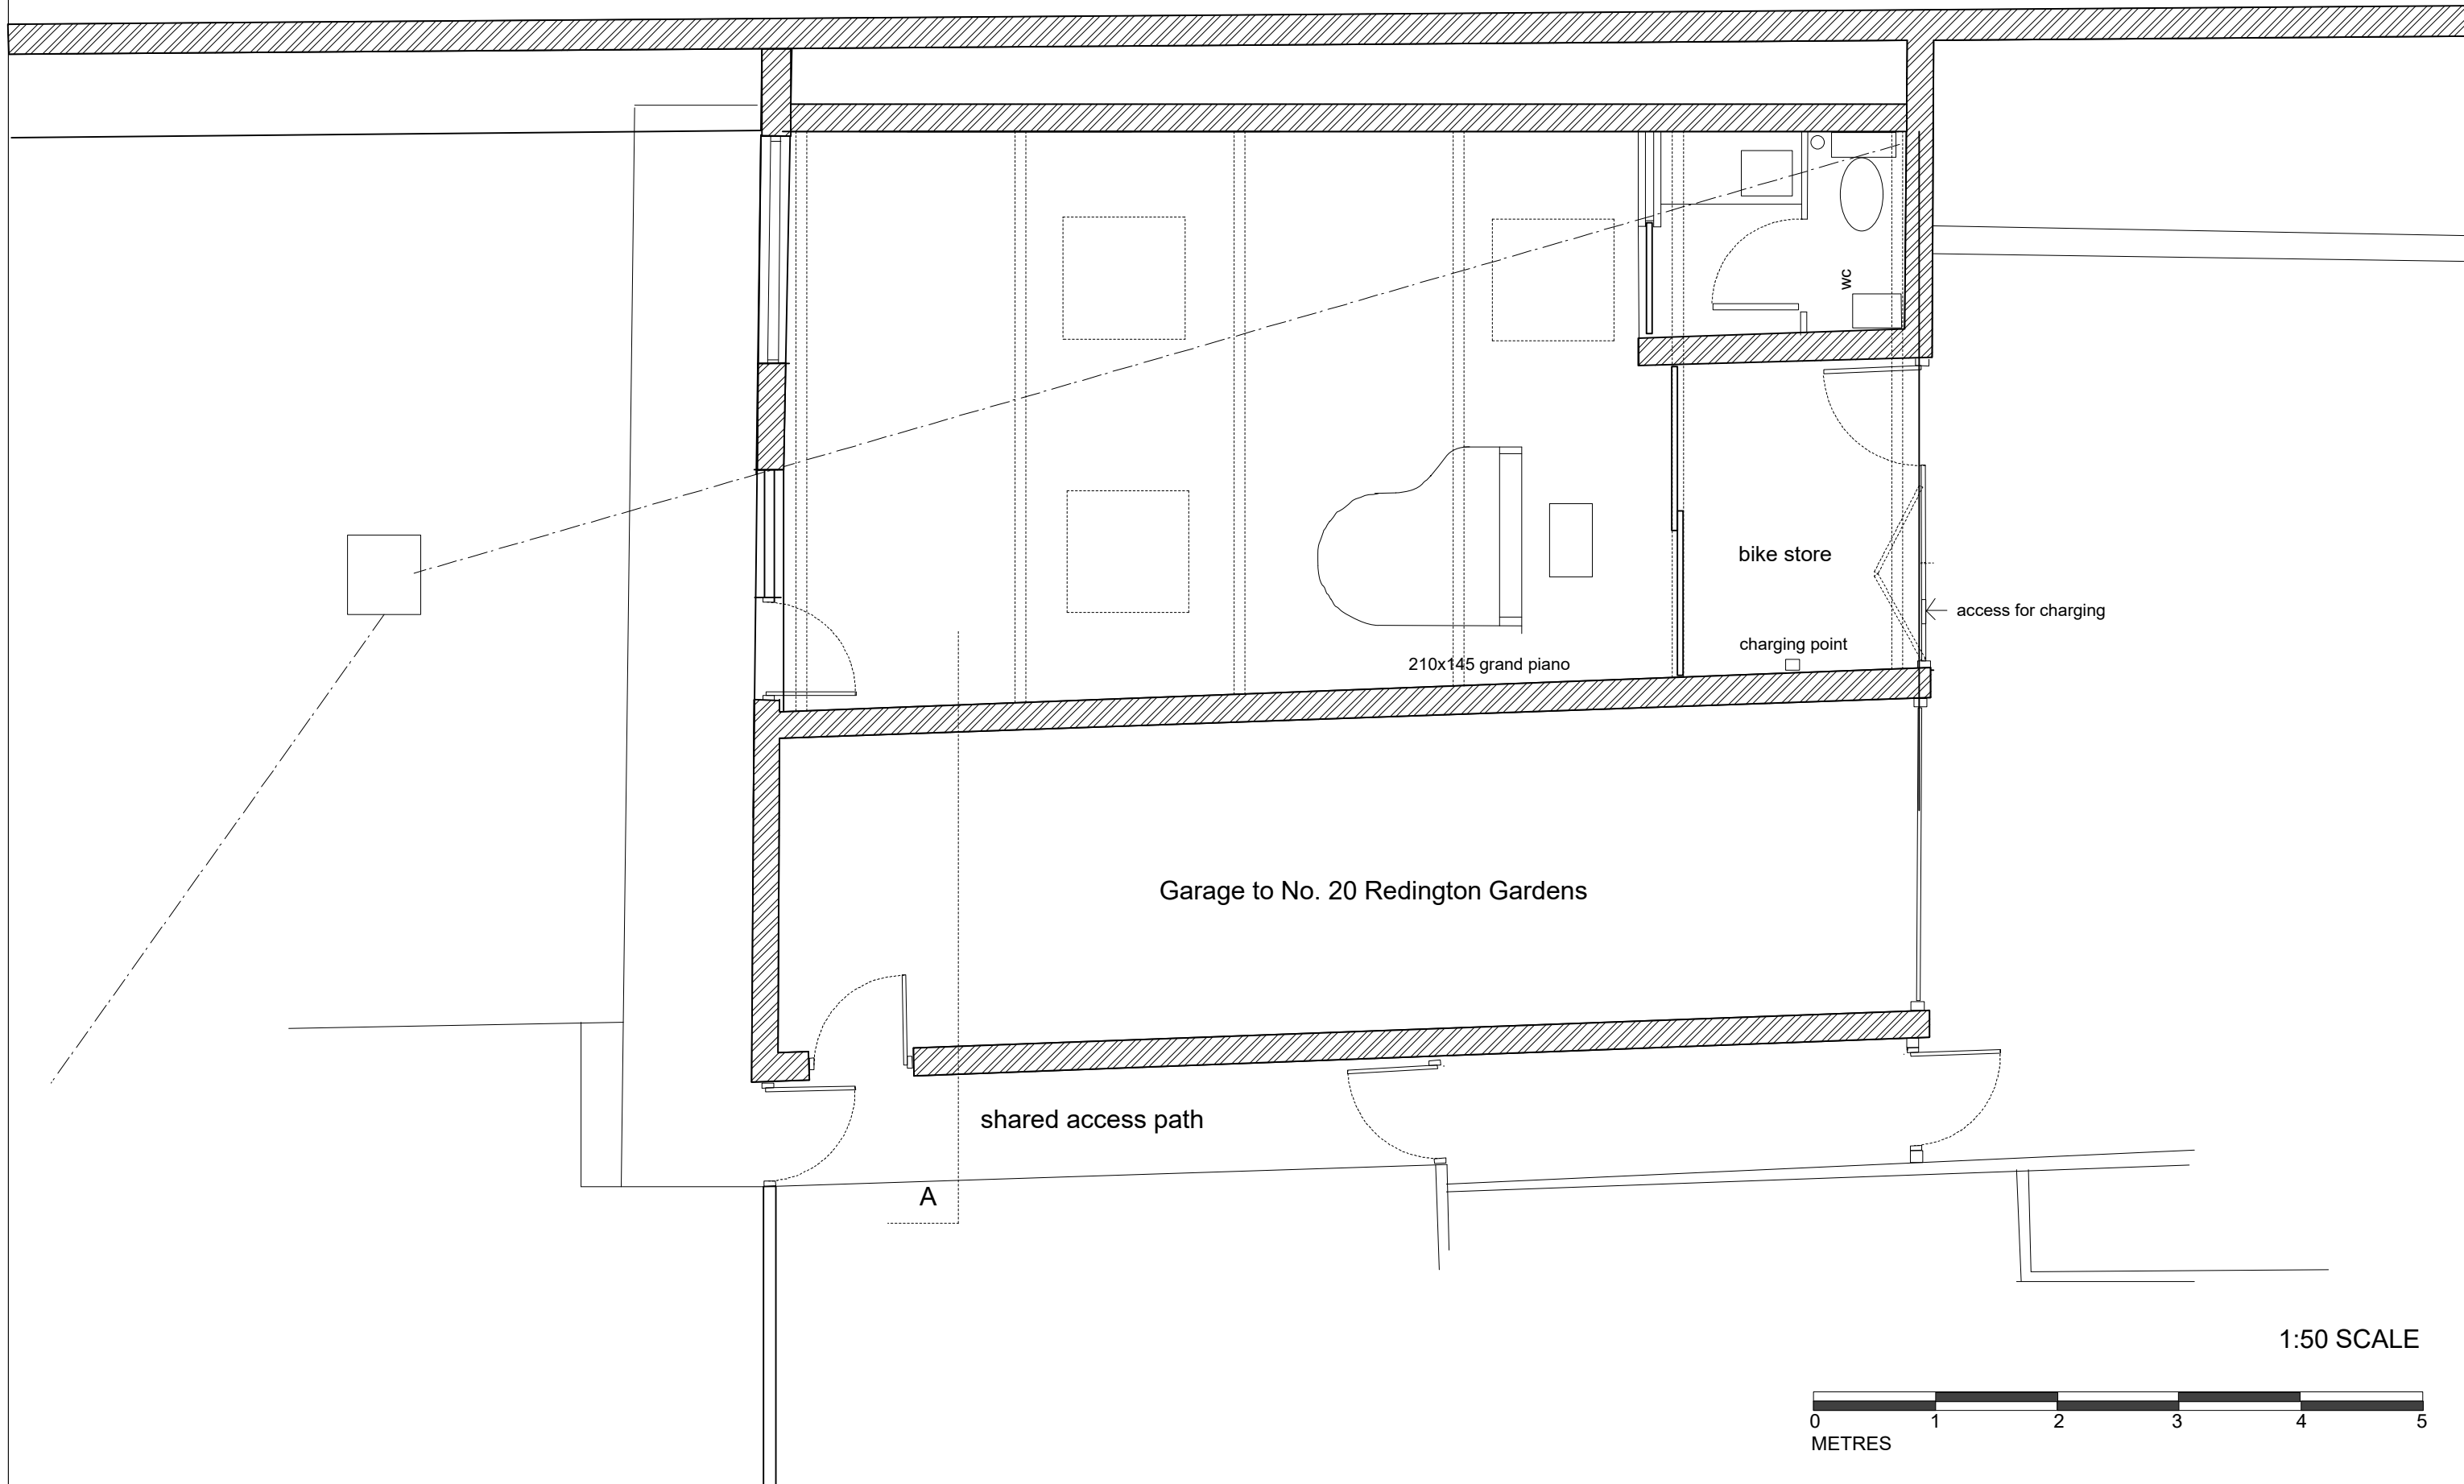 wc
bike store
access for charging
charging point
210x145 grand piano
Garage to No. 20 Redington Gardens
shared access path
A
1:50 SCALE
0 1 2 3 4 5
METRES